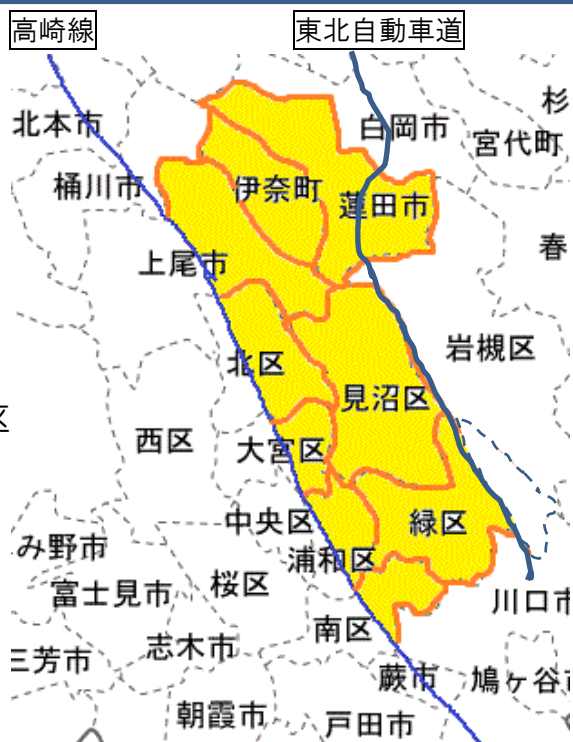 高崎線
東北自動車道
杉
北本市
白岡市
宮代町
桶川市
伊奈町
蓮田市
春
上尾市
岩槻区
北区
見沼区
区
西区
大宮区
中央区
緑区
み野市
浦和区
富士見市
桜区
川口市
南区
志木市
三芳市
蕨市
鳩ヶ谷市
朝霞市
戸田市